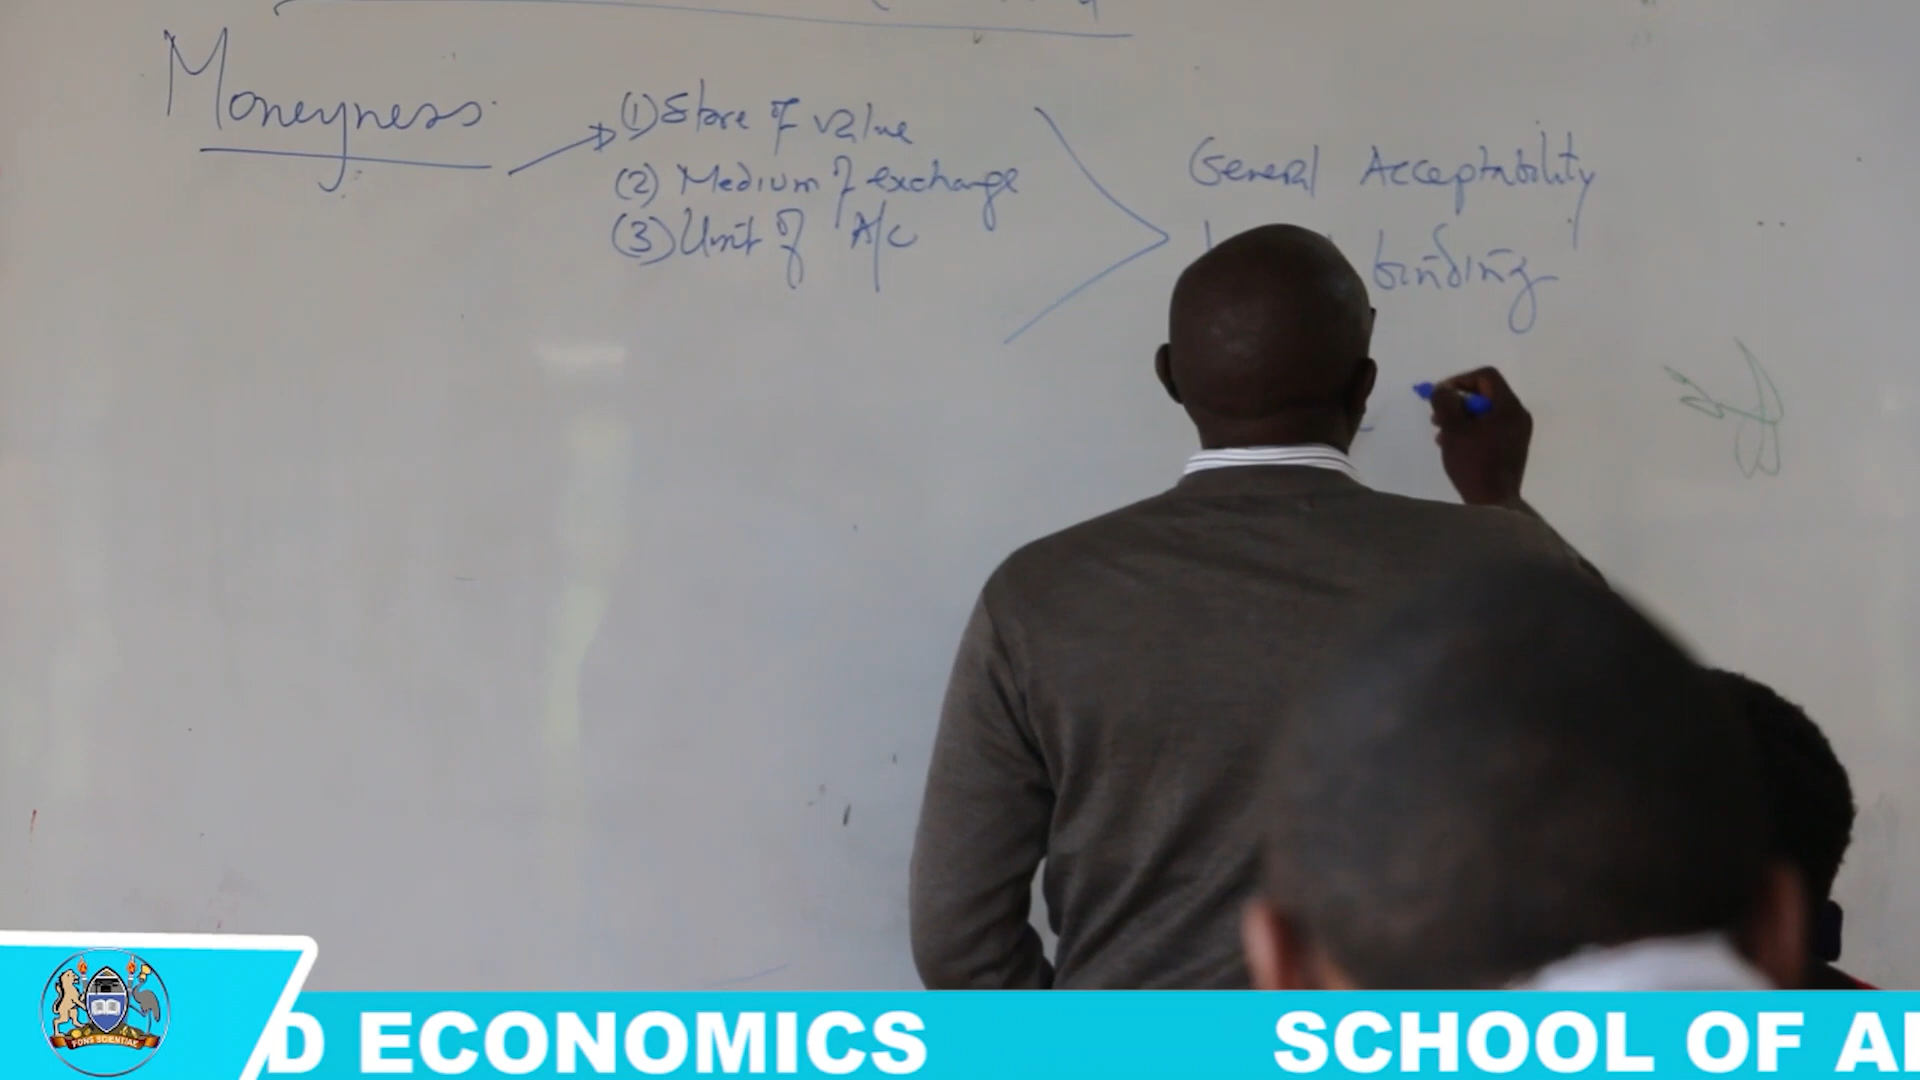 Moneyness
(1) Store of value
(2) Medium of exchange
(3) Unit of A/C
General Acceptability
binding
FONS SCIENTIAE
D ECONOMICS
SCHOOL OF A